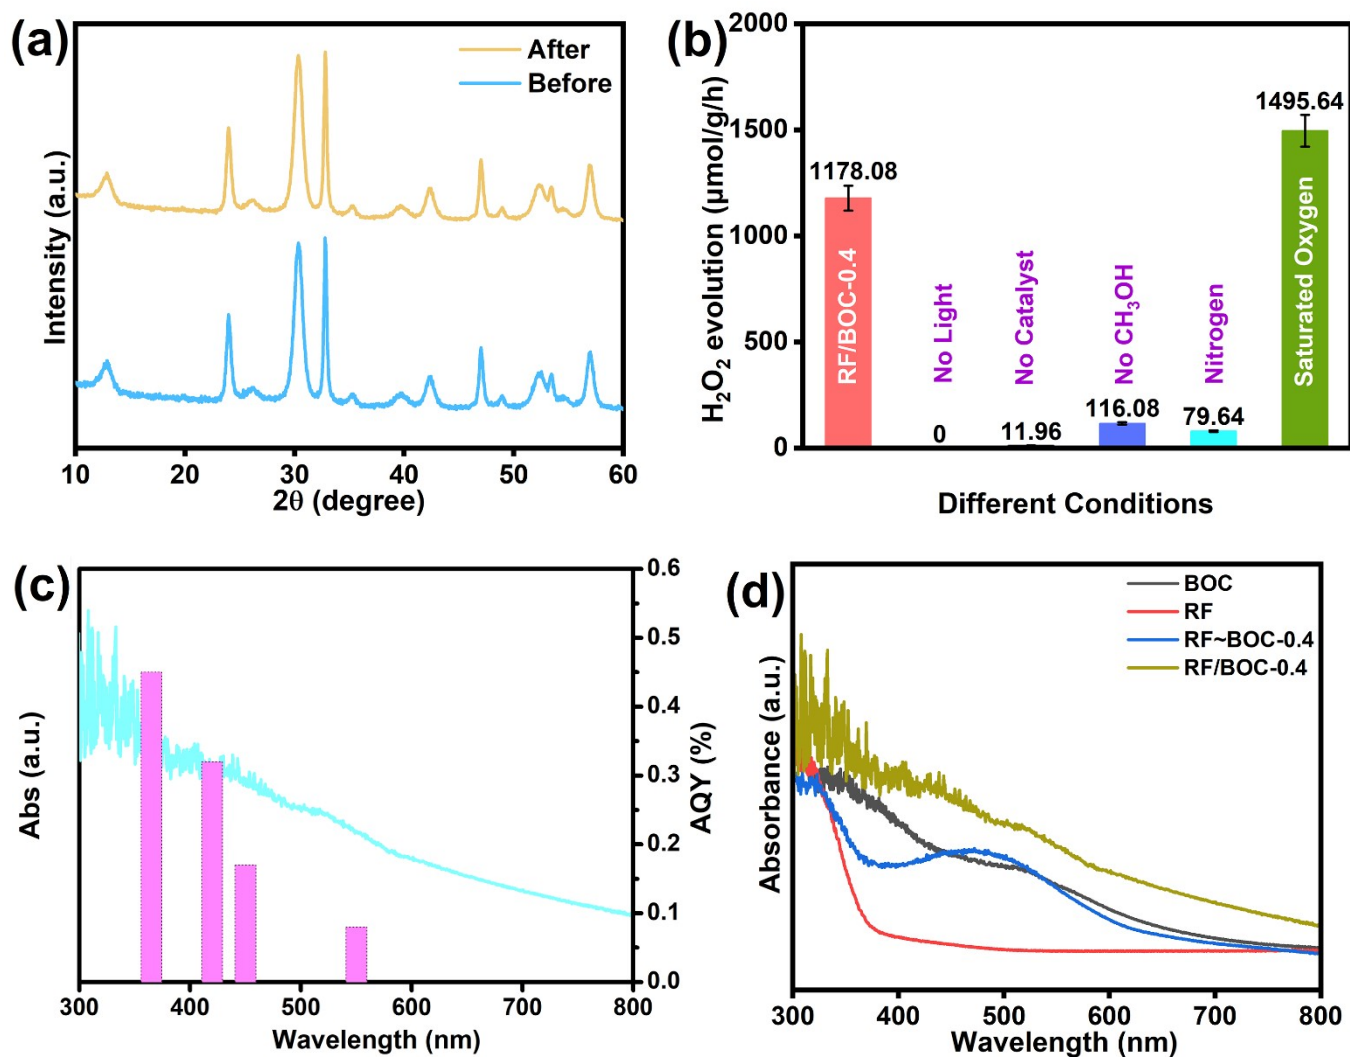 (a)
After
Before
Intensity (a.u.)
10 20 30 40 50 60
2θ (degree)
(b)
H₂O₂ evolution (μmol/g/h)
2000
1500
1000
500
0
1178.08
0
11.96
116.08
79.64
1495.64
RF/BOC-0.4
No Light
No Catalyst
No CH₃OH
Nitrogen
Saturated Oxygen
Different Conditions
(c)
Abs (a.u.)
0.6
0.5
0.4
0.3
0.2
0.1
0.0
AQY (%)
300 400 500 600 700 800
Wavelength (nm)
(d)
BOC
RF
RF~BOC-0.4
RF/BOC-0.4
Absorbance (a.u.)
300 400 500 600 700 800
Wavelength (nm)